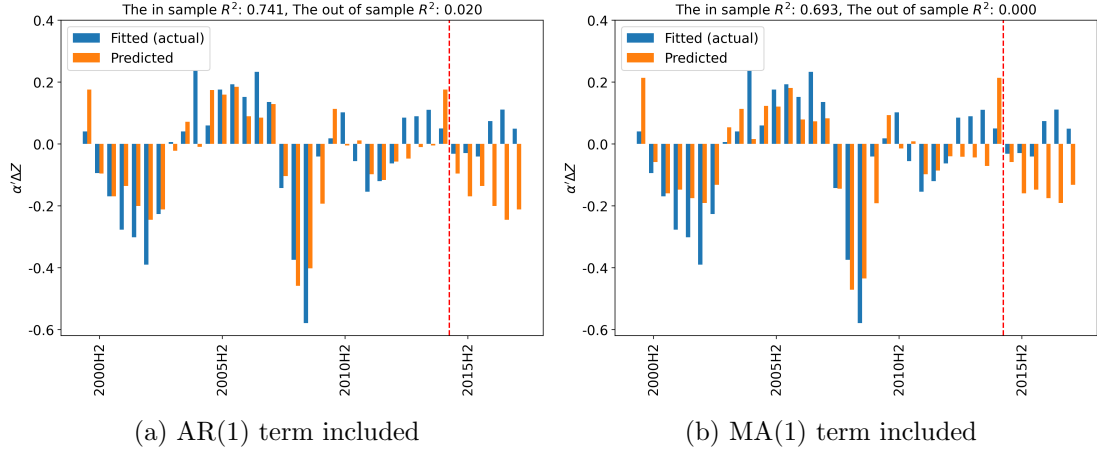 The in sample R²: 0.741, The out of sample R²: 0.020
0.4
0.2
0.0
-0.2
-0.4
-0.6
α′ΔZ
Fitted (actual)
Predicted
2000H2
2005H2
2010H2
2015H2
(a) AR(1) term included
The in sample R²: 0.693, The out of sample R²: 0.000
0.4
0.2
0.0
-0.2
-0.4
-0.6
α′ΔZ
Fitted (actual)
Predicted
2000H2
2005H2
2010H2
2015H2
(b) MA(1) term included